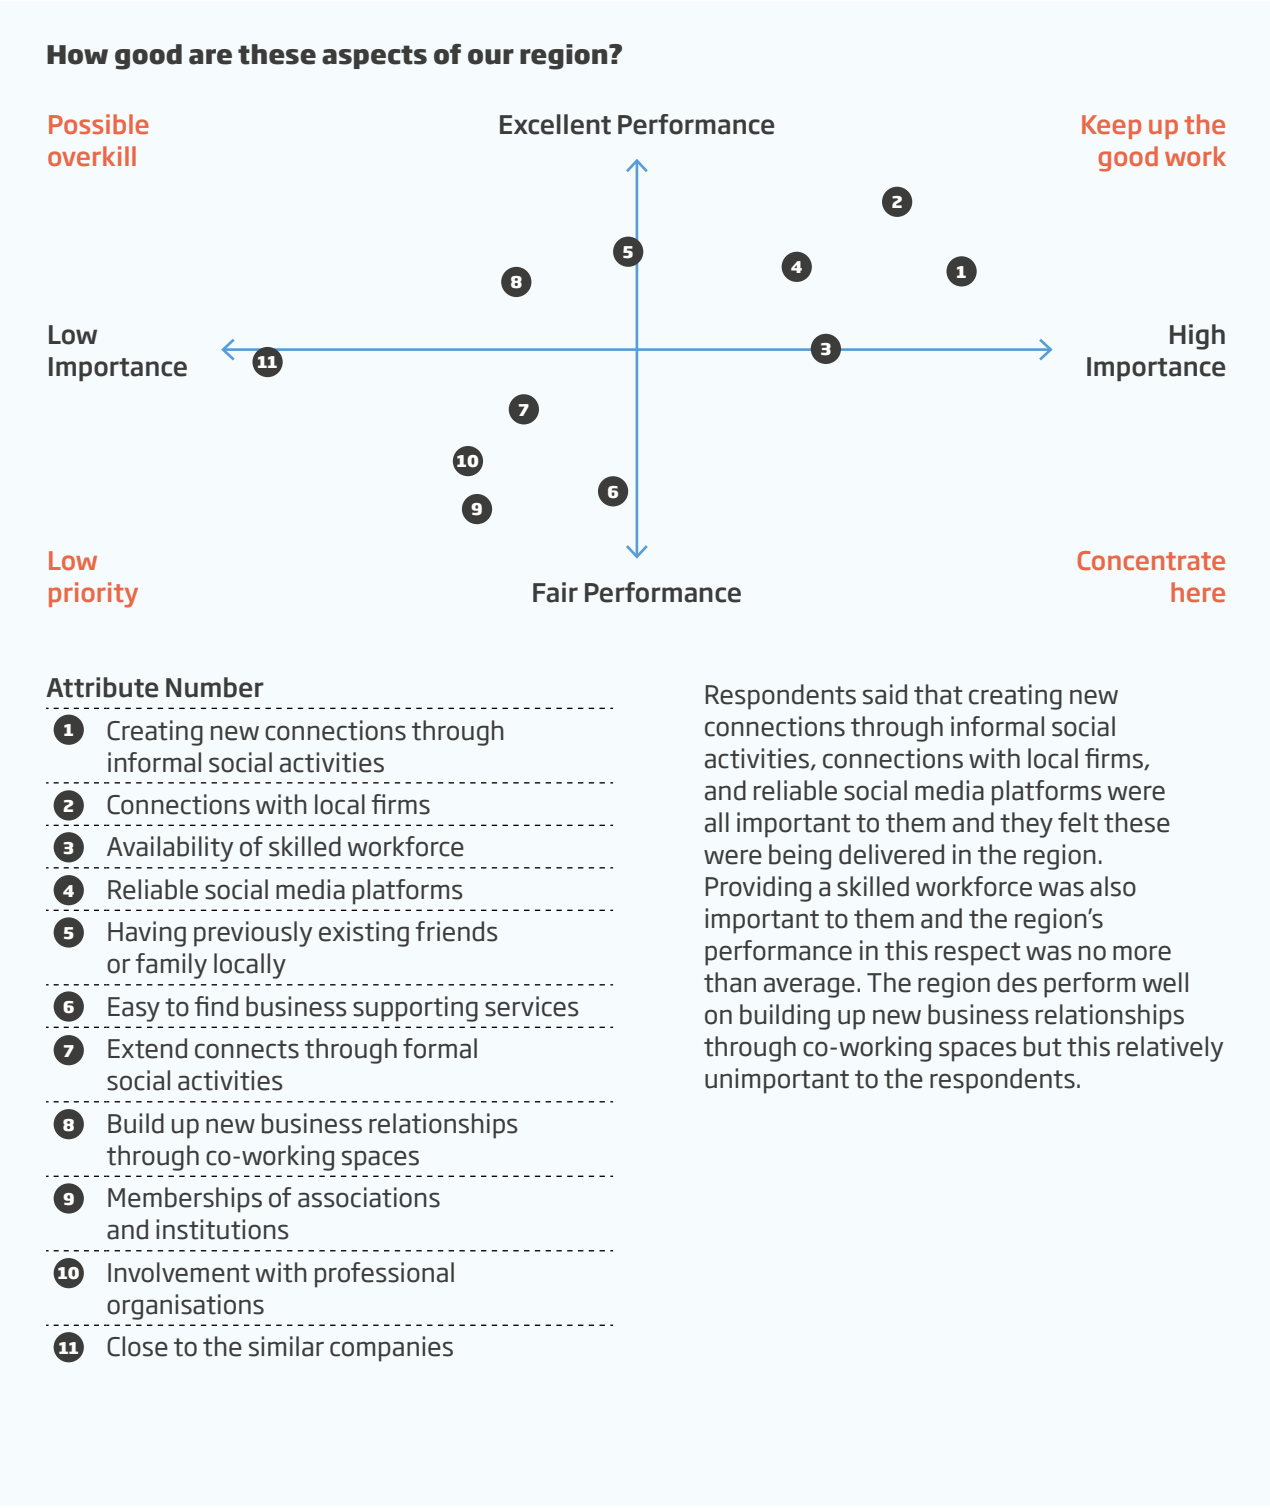 How good are these aspects of our region?
Possible
overkill
Excellent Performance
Keep up the
good work
2
5
4
1
8
Low
Importance
11
3
High
Importance
7
10
6
9
Low
priority
Fair Performance
Concentrate
here
Attribute Number
1 Creating new connections through
informal social activities
2 Connections with local firms
3 Availability of skilled workforce
4 Reliable social media platforms
5 Having previously existing friends
or family locally
6 Easy to find business supporting services
7 Extend connects through formal
social activities
8 Build up new business relationships
through co-working spaces
9 Memberships of associations
and institutions
10 Involvement with professional
organisations
11 Close to the similar companies
Respondents said that creating new
connections through informal social
activities, connections with local firms,
and reliable social media platforms were
all important to them and they felt these
were being delivered in the region.
Providing a skilled workforce was also
important to them and the region's
performance in this respect was no more
than average. The region des perform well
on building up new business relationships
through co-working spaces but this relatively
unimportant to the respondents.